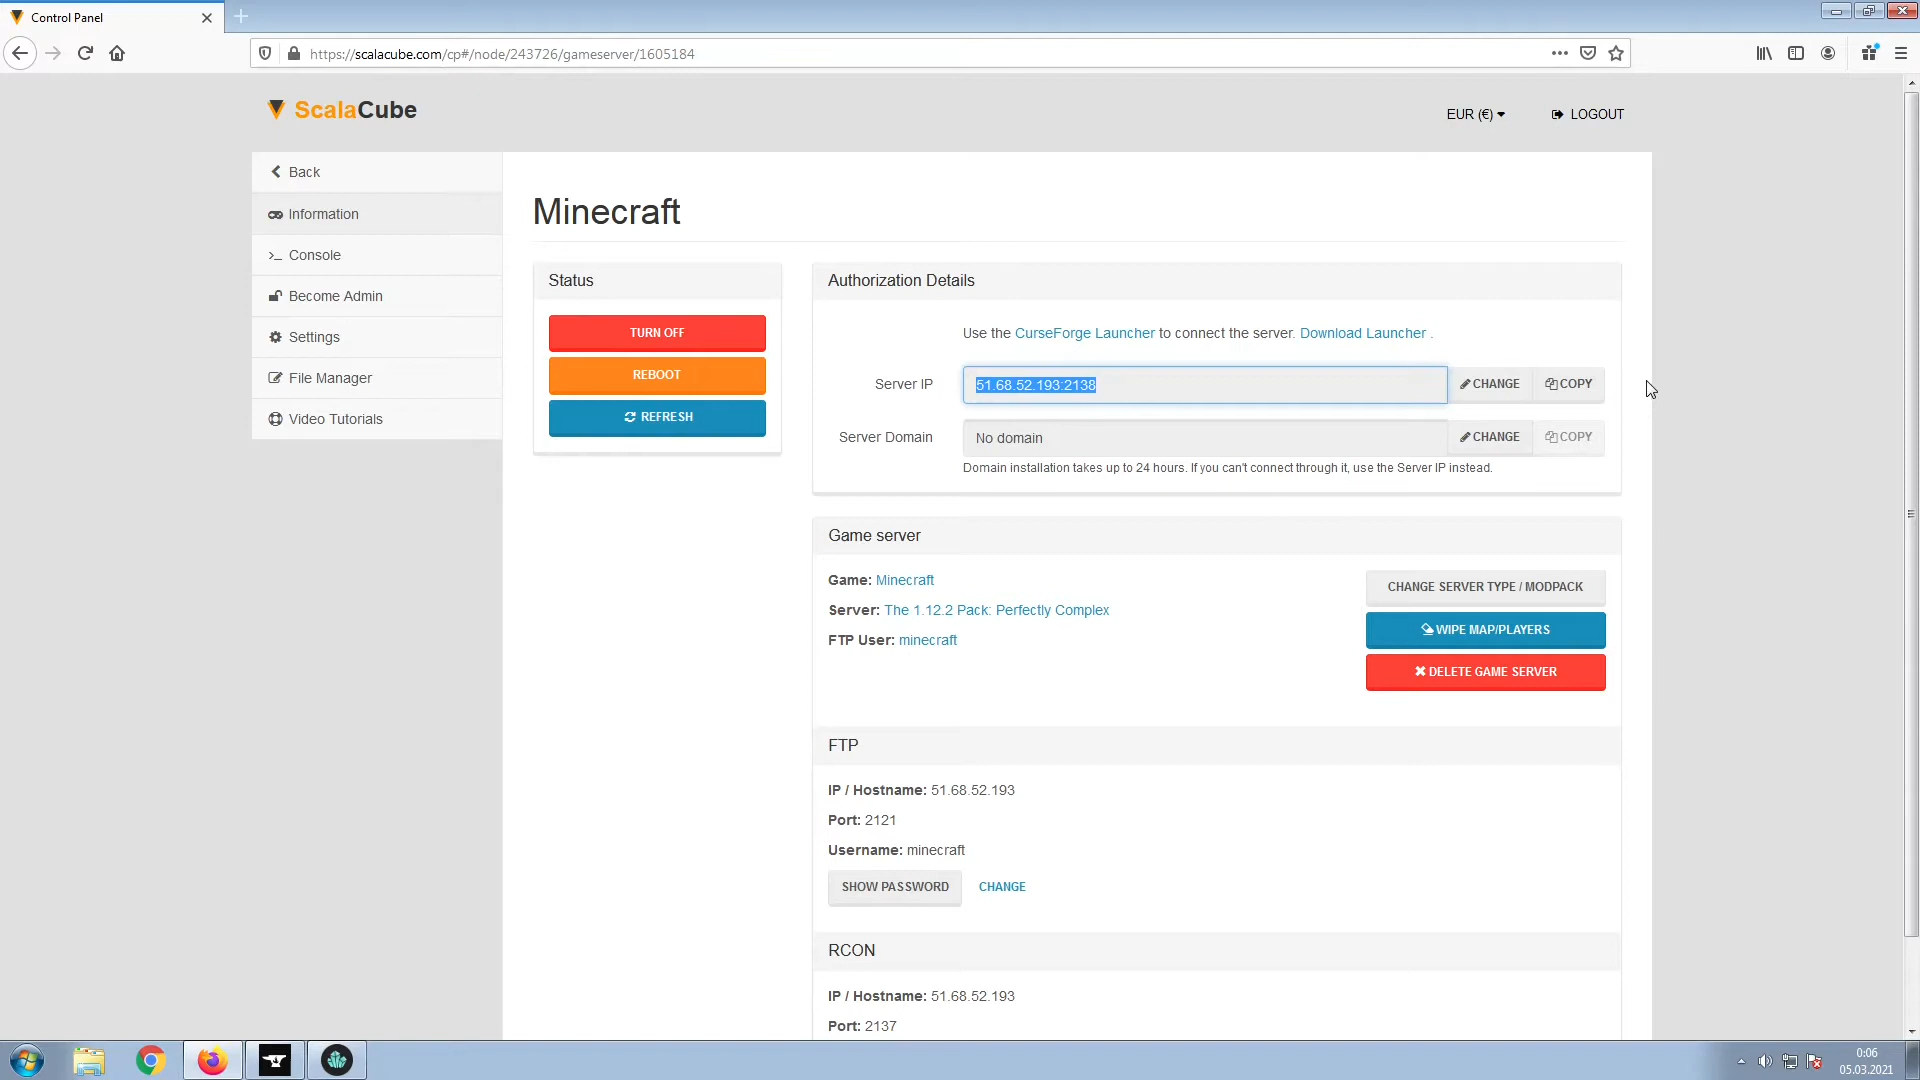 Control Panel
https://scalacube.com/cp#/node/243726/gameserver/1605184
ScalaCube
EUR (€)
LOGOUT
Back
Information
Console
Become Admin
Settings
File Manager
Video Tutorials
Minecraft
Status
TURN OFF
REBOOT
REFRESH
Authorization Details
Use the CurseForge Launcher to connect the server. Download Launcher .
Server IP
51.68.52.193:2138
CHANGE
COPY
Server Domain
No domain
CHANGE
COPY
Domain installation takes up to 24 hours. If you can't connect through it, use the Server IP instead.
Game server
Game: Minecraft
Server: The 1.12.2 Pack: Perfectly Complex
FTP User: minecraft
CHANGE SERVER TYPE / MODPACK
WIPE MAP/PLAYERS
DELETE GAME SERVER
FTP
IP / Hostname: 51.68.52.193
Port: 2121
Username: minecraft
SHOW PASSWORD
CHANGE
RCON
IP / Hostname: 51.68.52.193
Port: 2137
0:06
05.03.2021